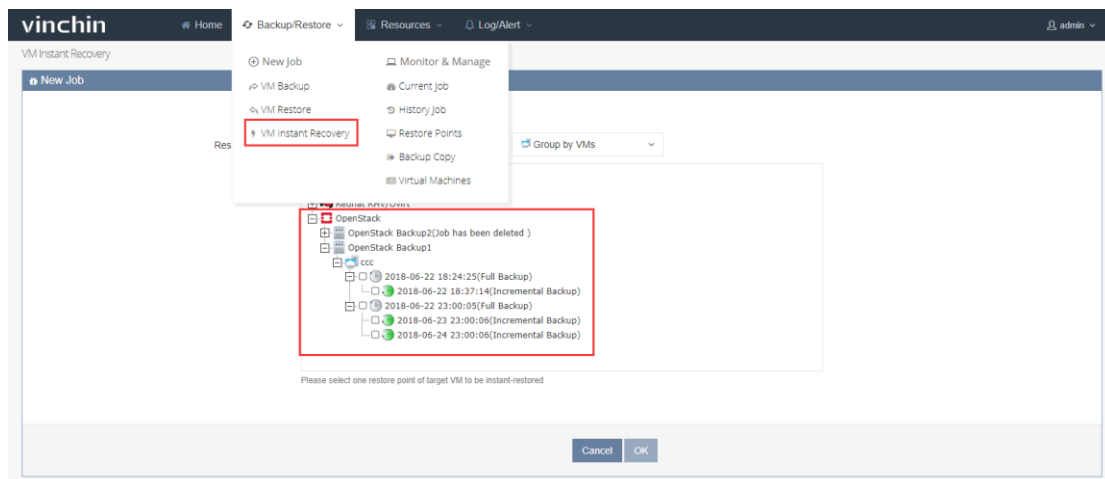 vinchin Home Backup/Restore Resources Log/Alert admin
VM Instant Recovery
New Job Monitor & Manage
New Job
VM Backup Current Job
VM Restore History Job
VM Instant Recovery Restore Points
Res Group by VMs
Backup Copy
Virtual Machines
Redhat RHV/Ovirt
OpenStack
OpenStack Backup2(Job has been deleted )
OpenStack Backup1
ccc
2018-06-22 18:24:25(Full Backup)
2018-06-22 18:37:14(Incremental Backup)
2018-06-22 23:00:05(Full Backup)
2018-06-23 23:00:06(Incremental Backup)
2018-06-24 23:00:06(Incremental Backup)
Please select one restore point of target VM to be instant-restored
Cancel OK